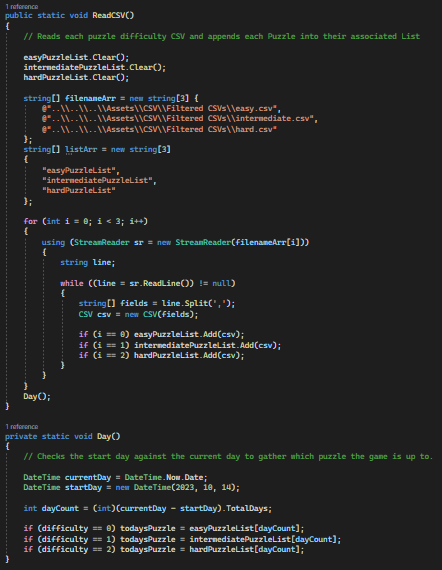 1 reference
public static void ReadCSV()
{
// Reads each puzzle difficulty CSV and appends each Puzzle into their associated List
easyPuzzleList.Clear();
intermediatePuzzleList.Clear();
hardPuzzleList.Clear();
string[] filenameArr = new string[3] {
@"..\\..\\..\\Assets\\CSV\\Filtered CSVs\\easy.csv",
@"..\\..\\..\\Assets\\CSV\\Filtered CSVs\\intermediate.csv",
@"..\\..\\..\\Assets\\CSV\\Filtered CSVs\\hard.csv"
};
string[] listArr = new string[3]
{
"easyPuzzleList",
"intermediatePuzzleList",
"hardPuzzleList"
};
for (int i = 0; i < 3; i++)
{
using (StreamReader sr = new StreamReader(filenameArr[i]))
{
string line;
while ((line = sr.ReadLine()) != null)
{
string[] fields = line.Split(',');
CSV csv = new CSV(fields);
if (i == 0) easyPuzzleList.Add(csv);
if (i == 1) intermediatePuzzleList.Add(csv);
if (i == 2) hardPuzzleList.Add(csv);
}
}
}
Day();
}
1 reference
private static void Day()
{
// Checks the start day against the current day to gather which puzzle the game is up to.
DateTime currentDay = DateTime.Now.Date;
DateTime startDay = new DateTime(2023, 10, 14);
int dayCount = (int)(currentDay - startDay).TotalDays;
if (difficulty == 0) todaysPuzzle = easyPuzzleList[dayCount];
if (difficulty == 1) todaysPuzzle = intermediatePuzzleList[dayCount];
if (difficulty == 2) todaysPuzzle = hardPuzzleList[dayCount];
}